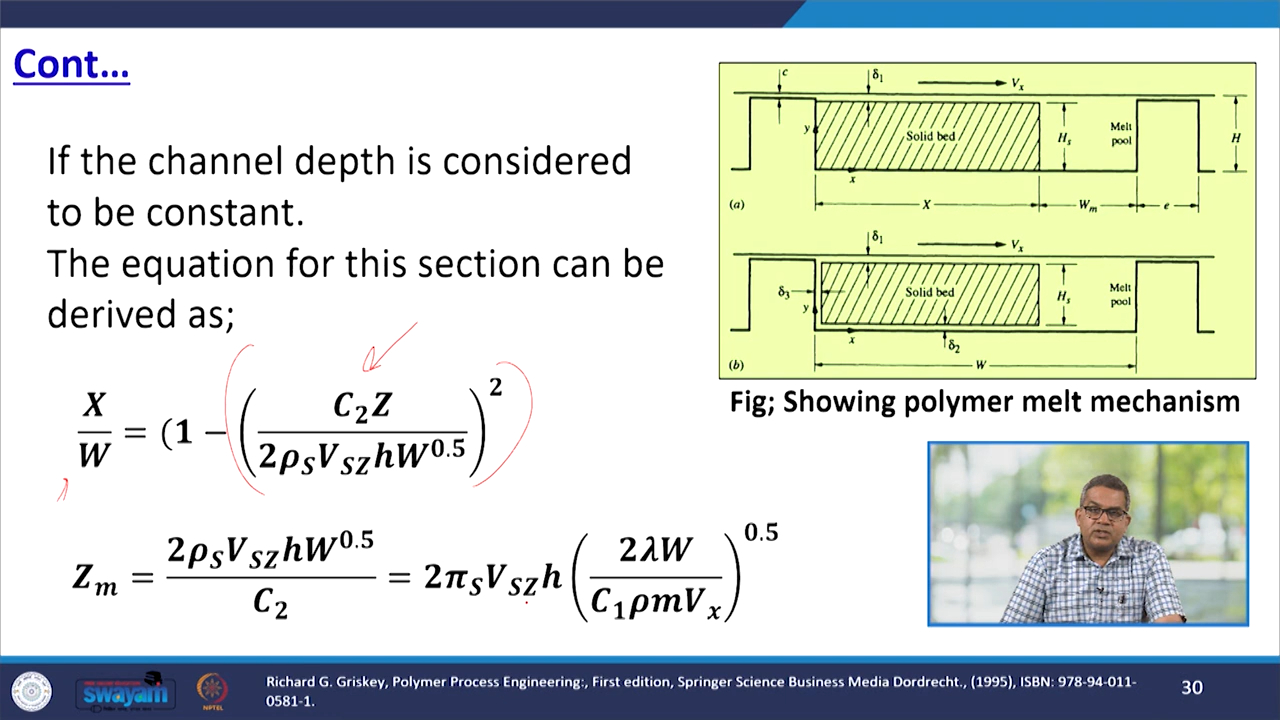 Cont...
If the channel depth is considered
to be constant.
The equation for this section can be
derived as;
X/W = (1 − (C₂Z / 2ρ_S V_SZ hW^0.5)^2
Z_m = 2ρ_S V_SZ hW^0.5 / C₂ = 2π_S V_SZ h (2λW / C₁ρmV_x)^0.5
c
δ₁
V_x
y
Solid bed
H_s
Melt
pool
H
x
(a)
X
W_m
e
δ₁
V_x
δ₃
y
Solid bed
H_s
Melt
pool
x
δ₂
(b)
W
Fig; Showing polymer melt mechanism
swayam
NPTEL
Richard G. Griskey, Polymer Process Engineering:, First edition, Springer Science Business Media Dordrecht., (1995), ISBN: 978-94-011-
0581-1.
30